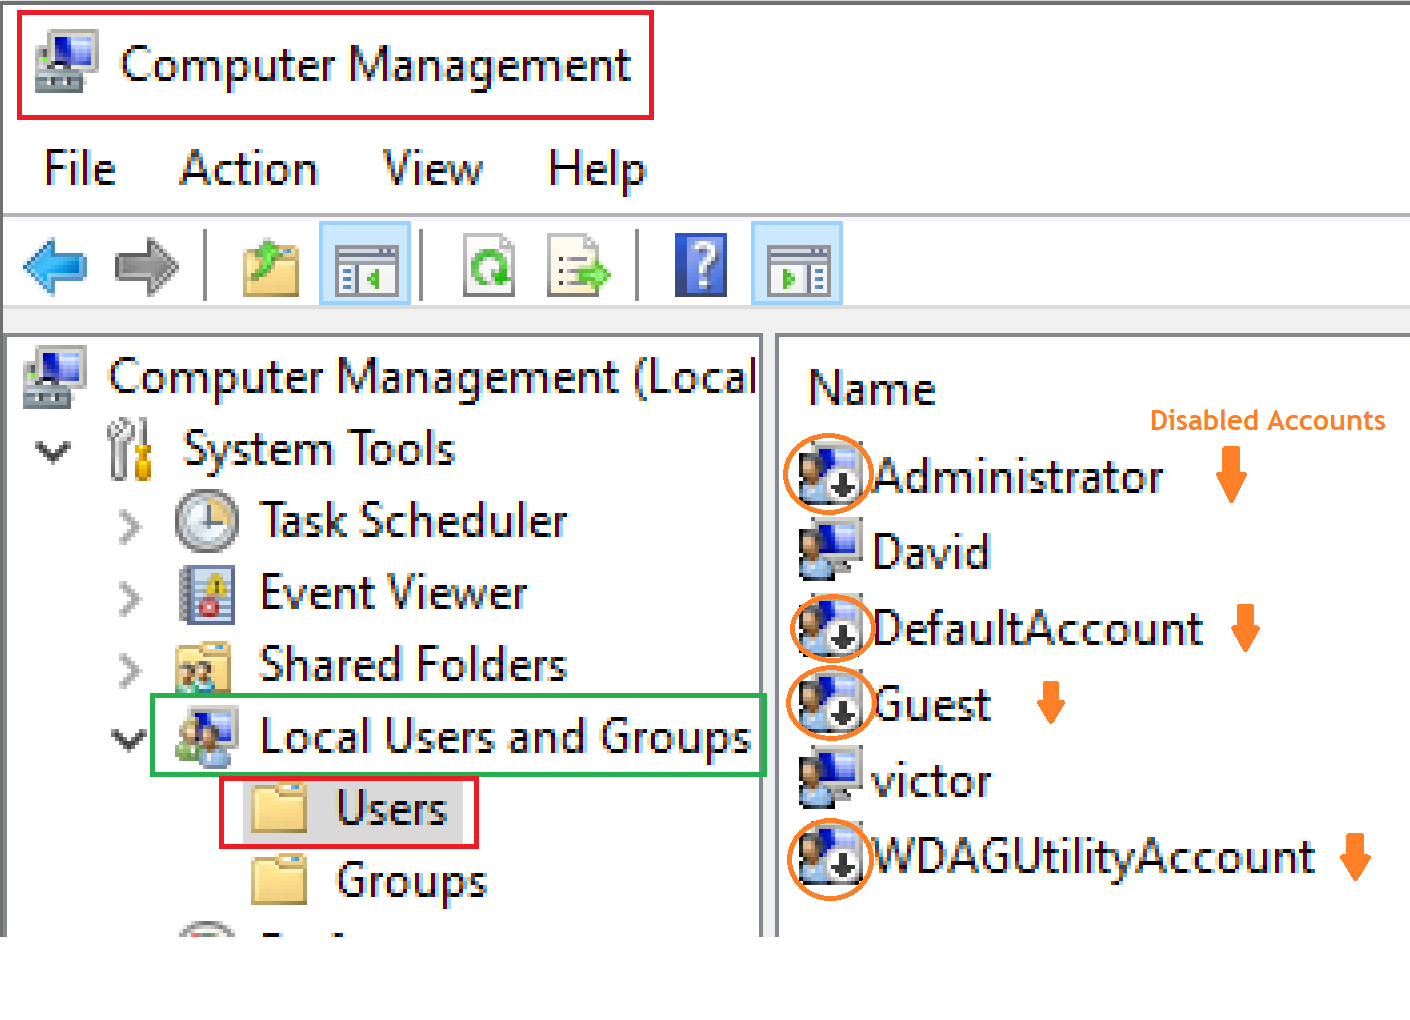 Computer Management
File Action View Help
Computer Management (Local
System Tools
Task Scheduler
Event Viewer
Shared Folders
Local Users and Groups
Users
Groups
Name
Disabled Accounts
Administrator
David
DefaultAccount
Guest
victor
WDAGUtilityAccount